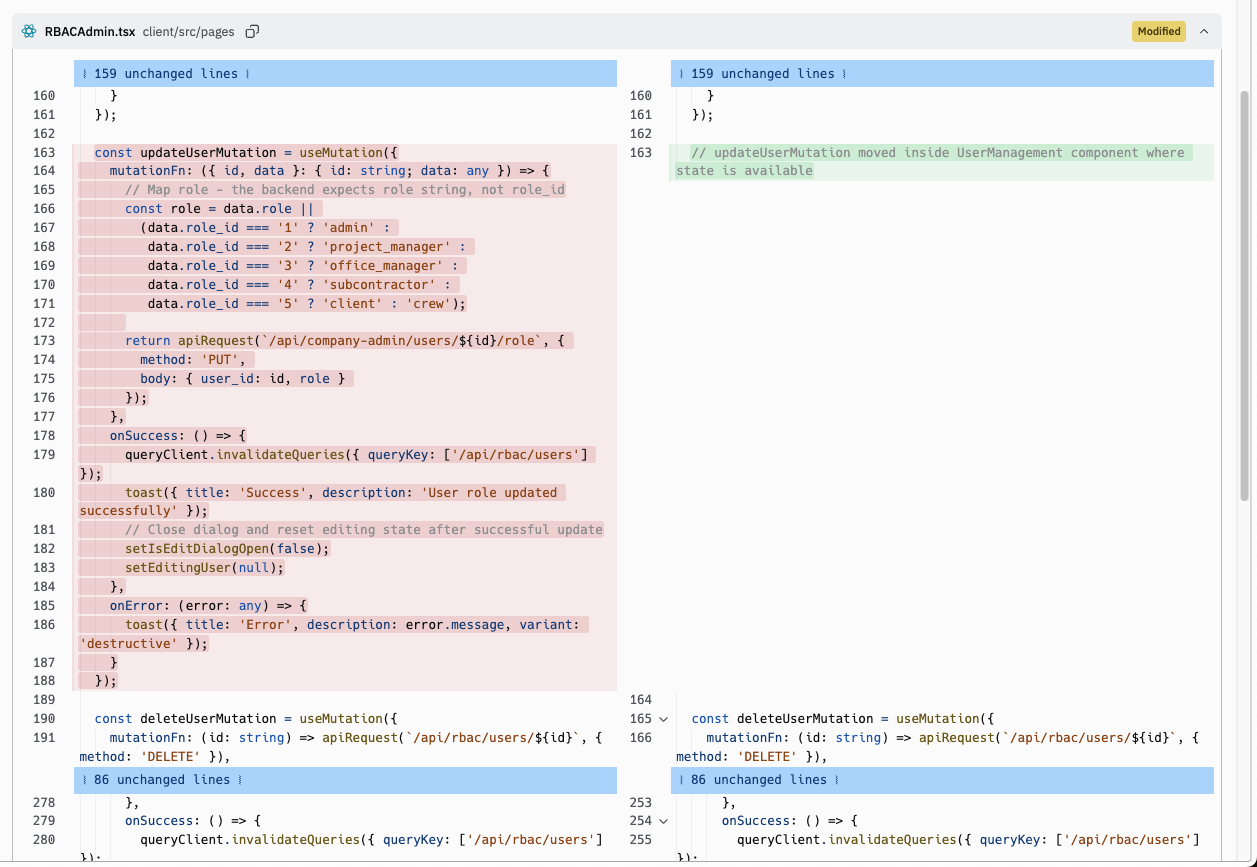 RBACAdmin.tsx client/src/pages Modified
159 unchanged lines
160 }
161 });
162
163 const updateUserMutation = useMutation({
164 mutationFn: ({ id, data }: { id: string; data: any }) => {
165 // Map role - the backend expects role string, not role_id
166 const role = data.role ||
167 (data.role_id === '1' ? 'admin' :
168 data.role_id === '2' ? 'project_manager' :
169 data.role_id === '3' ? 'office_manager' :
170 data.role_id === '4' ? 'subcontractor' :
171 data.role_id === '5' ? 'client' : 'crew');
172
173 return apiRequest(`/api/company-admin/users/${id}/role`, {
174 method: 'PUT',
175 body: { user_id: id, role }
176 });
177 },
178 onSuccess: () => {
179 queryClient.invalidateQueries({ queryKey: ['/api/rbac/users']
});
180 toast({ title: 'Success', description: 'User role updated
successfully' });
181 // Close dialog and reset editing state after successful update
182 setIsEditDialogOpen(false);
183 setEditingUser(null);
184 },
185 onError: (error: any) => {
186 toast({ title: 'Error', description: error.message, variant:
'destructive' });
187 }
188 });
189
190 const deleteUserMutation = useMutation({
191 mutationFn: (id: string) => apiRequest(`/api/rbac/users/${id}`, {
method: 'DELETE' }),
86 unchanged lines
278 },
279 onSuccess: () => {
280 queryClient.invalidateQueries({ queryKey: ['/api/rbac/users']
});
159 unchanged lines
160 }
161 });
162
163 // updateUserMutation moved inside UserManagement component where
state is available
164
165 const deleteUserMutation = useMutation({
166 mutationFn: (id: string) => apiRequest(`/api/rbac/users/${id}`, {
method: 'DELETE' }),
86 unchanged lines
253 },
254 onSuccess: () => {
255 queryClient.invalidateQueries({ queryKey: ['/api/rbac/users']
});